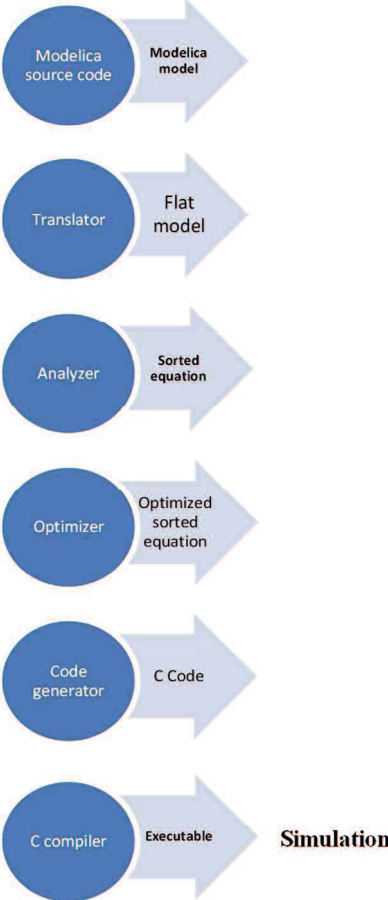 Modelica
source code
Modelica
model
Translator
Flat
model
Analyzer
Sorted
equation
Optimizer
Optimized
sorted
equation
Code
generator
C Code
C compiler
Executable
Simulation